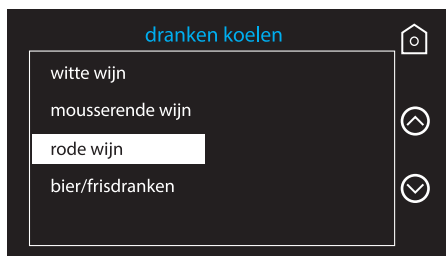 dranken koelen
witte wijn
mousserende wijn
rode wijn
bier/frisdranken